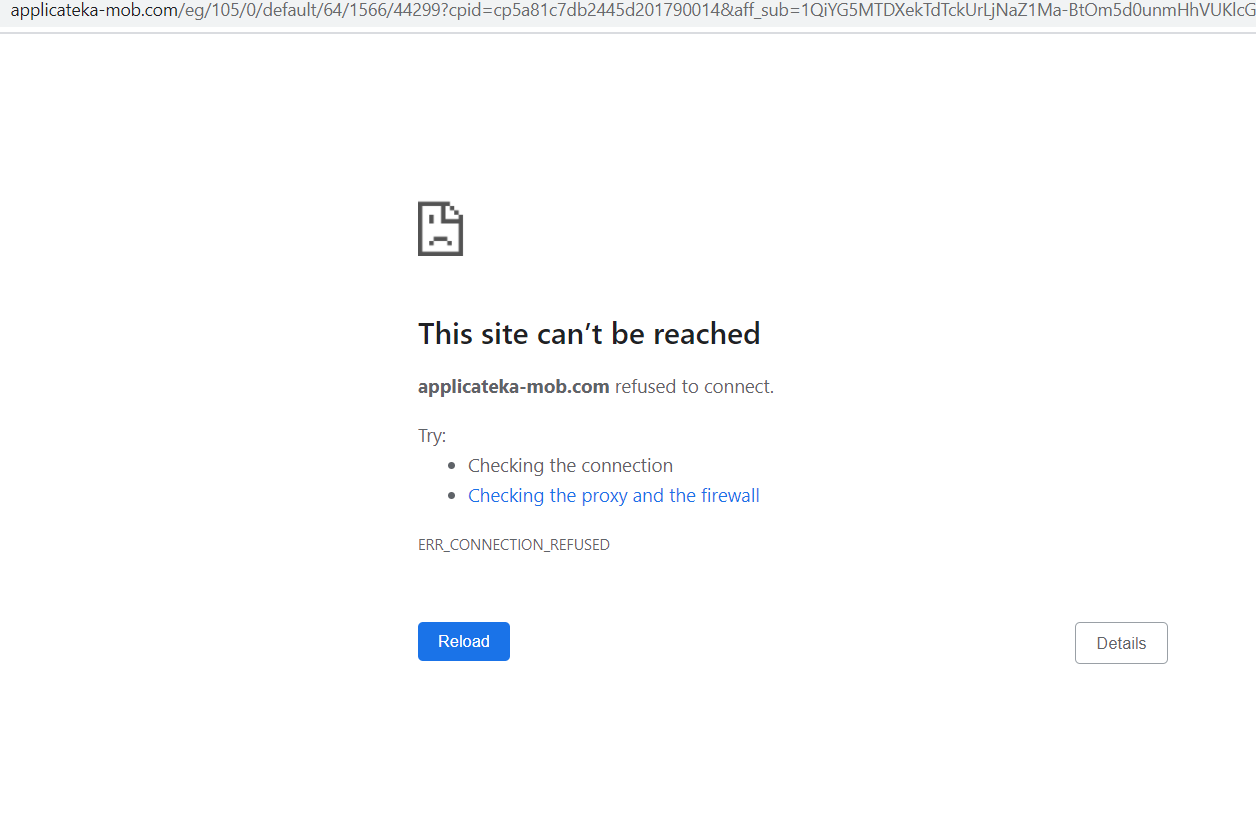 applicateka-mob.com/eg/105/0/default/64/1566/44299?cpid=cp5a81c7db2445d201790014&aff_sub=1QiYG5MTDXekTdTckUrLjNaZ1Ma-BtOm5d0unmHhVUKlcG
This site can’t be reached
applicateka-mob.com refused to connect.
Try:
• Checking the connection
• Checking the proxy and the firewall
ERR_CONNECTION_REFUSED
Reload Details